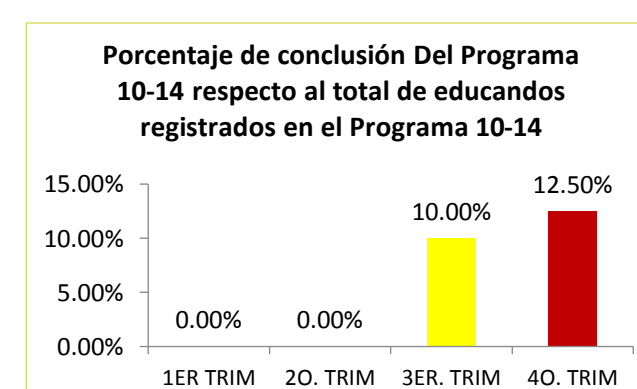 Porcentaje de conclusión Del Programa
10-14 respecto al total de educandos
registrados en el Programa 10-14
15.00%
12.50%
10.00%
10.00%
5.00%
0.00%
0.00%
0.00%
1ER TRIM
2O. TRIM
3ER. TRIM
4O. TRIM